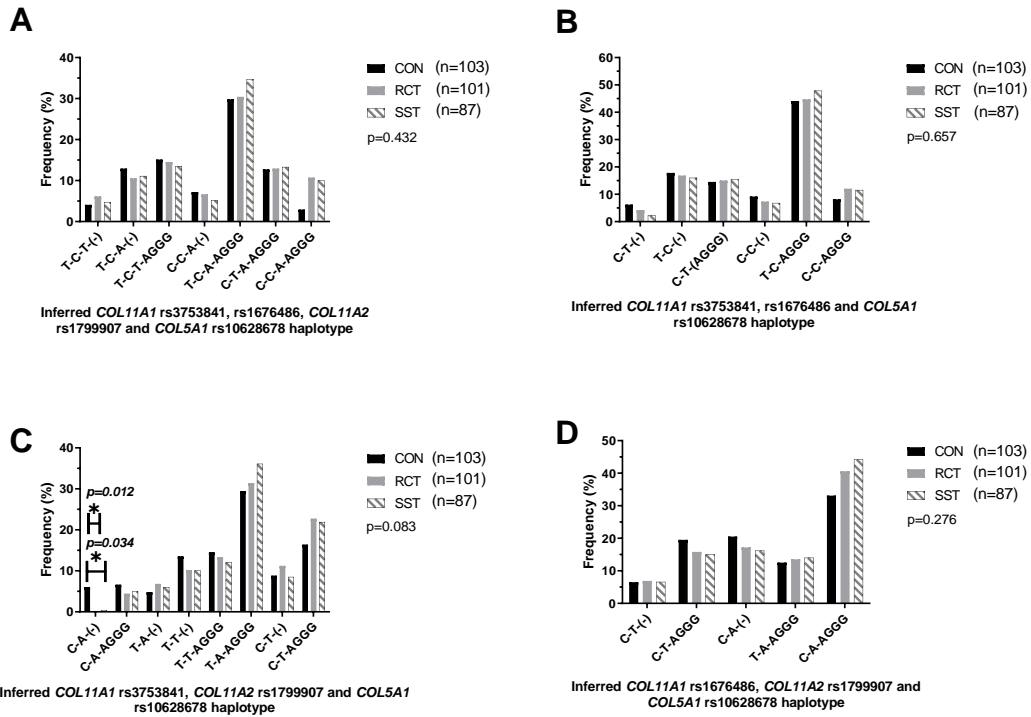 A
Frequency (%)
40
30
20
10
0
CON (n=103)
RCT (n=101)
SST (n=87)
p=0.432
T-C-T-(-)
T-C-A-(-)
T-C-T-AGGG
C-C-A-(-)
T-C-A-AGGG
C-T-A-AGGG
C-C-A-AGGG
Inferred COL11A1 rs3753841, rs1676486, COL11A2
rs1799907 and COL5A1 rs10628678 haplotype
B
Frequency (%)
60
50
40
30
20
10
0
CON (n=103)
RCT (n=101)
SST (n=87)
p=0.657
C-T-(-)
T-C-(-)
C-T-(AGGG)
C-C-(-)
T-C-AGGG
C-C-AGGG
Inferred COL11A1 rs3753841, rs1676486 and COL5A1
rs10628678 haplotype
C
Frequency (%)
40
30
20
10
0
p=0.012
*
p=0.034
*
CON (n=103)
RCT (n=101)
SST (n=87)
p=0.083
C-A-(-)
C-A-AGGG
T-A-(-)
T-T-(-)
T-T-AGGG
T-A-AGGG
C-T-(-)
C-T-AGGG
Inferred COL11A1 rs3753841, COL11A2 rs1799907 and COL5A1
rs10628678 haplotype
D
Frequency (%)
50
40
30
20
10
0
CON (n=103)
RCT (n=101)
SST (n=87)
p=0.276
C-T-(-)
C-T-AGGG
C-A-(-)
T-A-AGGG
C-A-AGGG
Inferred COL11A1 rs1676486, COL11A2 rs1799907 and
COL5A1 rs10628678 haplotype